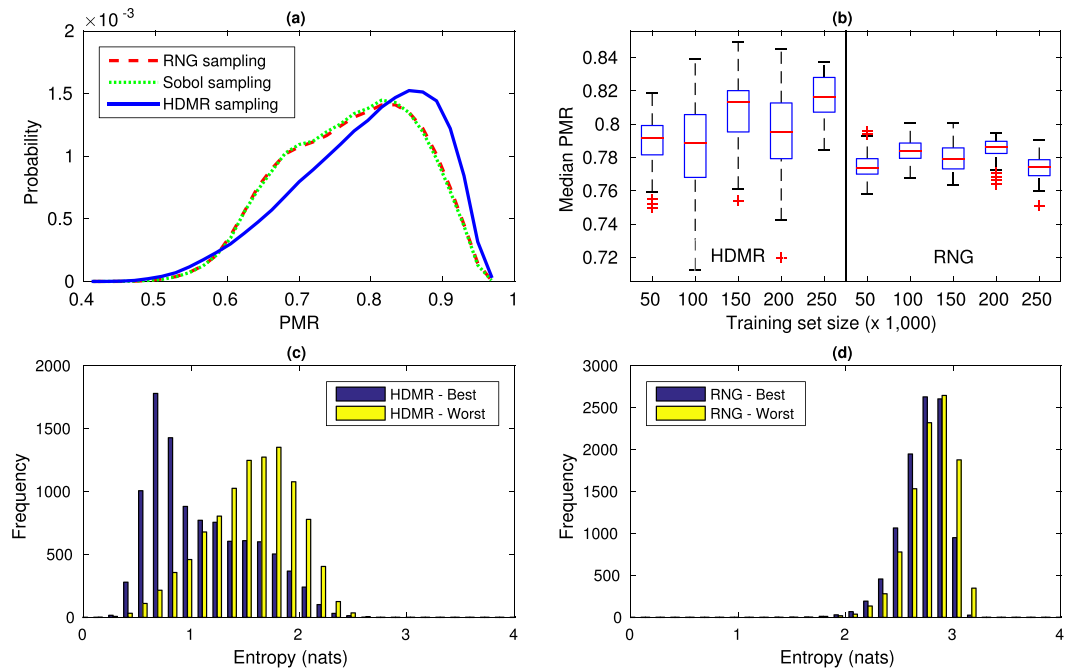 (a)
×10⁻³
2
1.5
1
0.5
0
Probability
RNG sampling
Sobol sampling
HDMR sampling
0.4 0.5 0.6 0.7 0.8 0.9 1
PMR
(b)
0.84
0.82
0.8
0.78
0.76
0.74
0.72
Median PMR
HDMR RNG
50 100 150 200 250 50 100 150 200 250
Training set size (x 1,000)
(c)
2000
1500
1000
500
0
Frequency
HDMR - Best
HDMR - Worst
0 1 2 3 4
Entropy (nats)
(d)
3000
2500
2000
1500
1000
500
0
Frequency
RNG - Best
RNG - Worst
0 1 2 3 4
Entropy (nats)